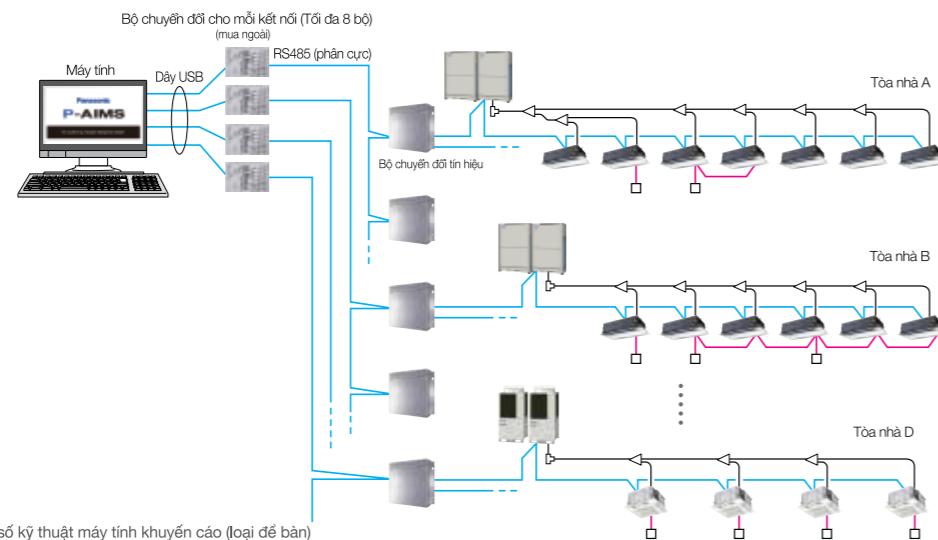 Bộ chuyển đổi cho mỗi kết nối (Tối đa 8 bộ)
(mua ngoài)
RS485 (phân cực)
Máy tính
Dây USB
Panasonic
P-AIMS
Tòa nhà A
Bộ chuyển đổi tín hiệu
Tòa nhà B
Tòa nhà D
số kỹ thuật máy tính khuyến cáo (loại để bàn)